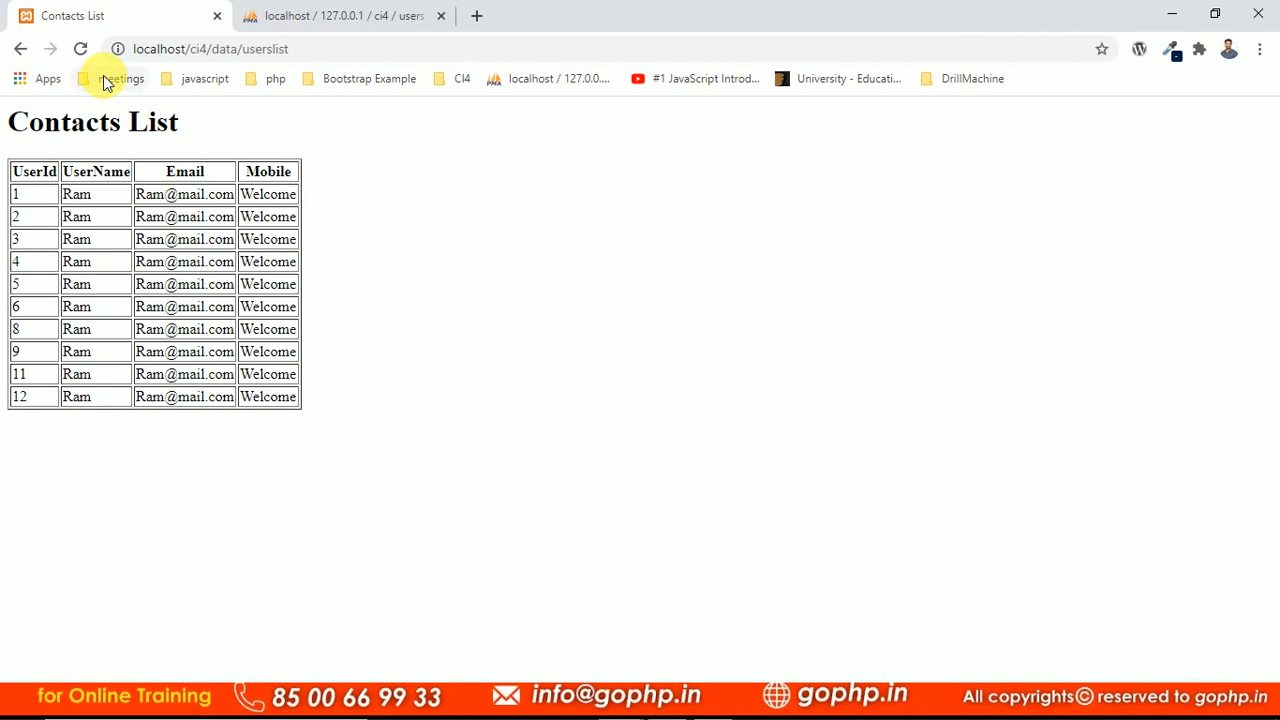 Contacts List
localhost / 127.0.0.1 / ci4 / users
localhost/ci4/data/userslist
Apps meetings javascript php Bootstrap Example CI4 localhost / 127.0.0.... #1 JavaScript Introd... University - Educati... DrillMachine
Contacts List
UserId UserName Email Mobile
1 Ram Ram@mail.com Welcome
2 Ram Ram@mail.com Welcome
3 Ram Ram@mail.com Welcome
4 Ram Ram@mail.com Welcome
5 Ram Ram@mail.com Welcome
6 Ram Ram@mail.com Welcome
8 Ram Ram@mail.com Welcome
9 Ram Ram@mail.com Welcome
11 Ram Ram@mail.com Welcome
12 Ram Ram@mail.com Welcome
for Online Training 85 00 66 99 33 info@gophp.in gophp.in All copyrights© reserved to gophp.in